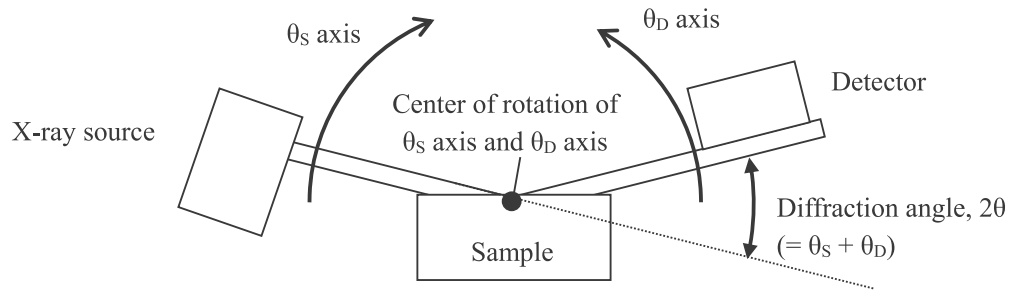 θS axis
θD axis
X-ray source
Center of rotation of
θS axis and θD axis
Detector
Sample
Diffraction angle, 2θ
(= θS + θD)